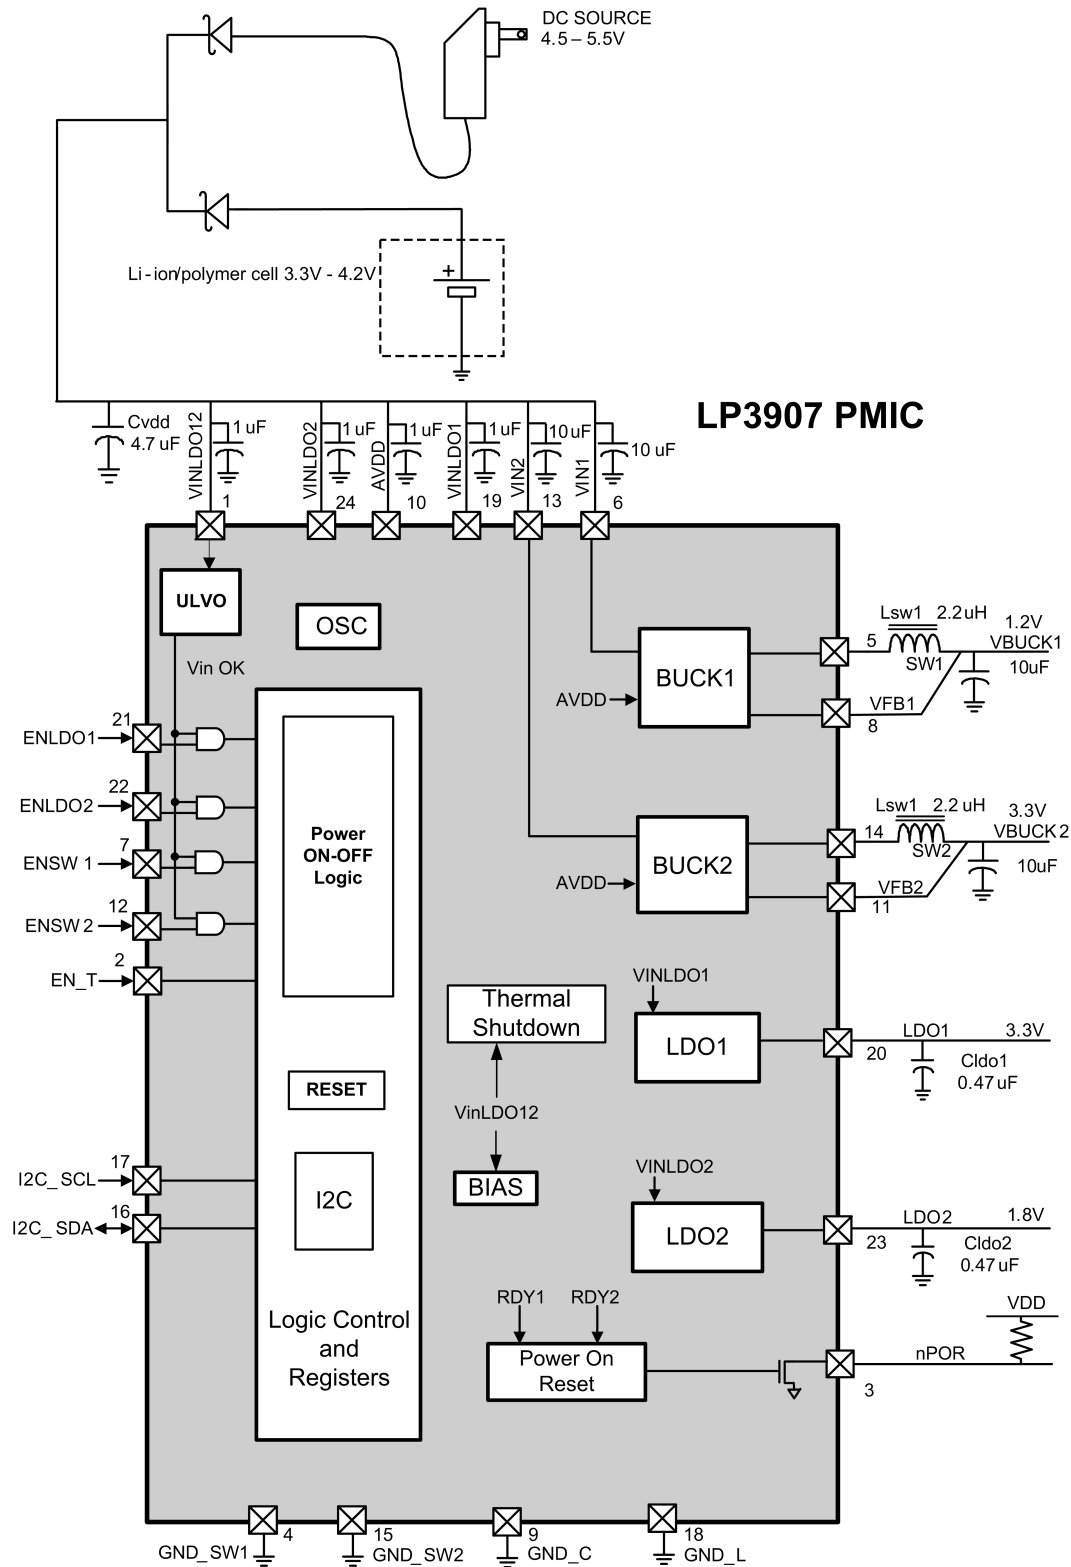 DC SOURCE
4.5 – 5.5V
Li-ion/polymer cell 3.3V - 4.2V
+
LP3907 PMIC
Cvdd
4.7 uF
VINLDO12
1 uF
VINLDO2
1 uF
AVDD
1 uF
VINLDO1
1 uF
VIN2
10 uF
VIN1
10 uF
1
24
10
19
13
6
ULVO
OSC
Vin OK
BUCK1
AVDD
5
Lsw1 2.2 uH
SW1
1.2V
VBUCK1
10uF
VFB1
8
21
ENLDO1
22
ENLDO2
7
ENSW 1
12
ENSW 2
2
EN_T
Power
ON-OFF
Logic
BUCK2
AVDD
14
Lsw1 2.2 uH
SW2
3.3V
VBUCK 2
10uF
VFB2
11
Thermal
Shutdown
VinLDO12
BIAS
VINLDO1
LDO1
20
LDO1
3.3V
Cldo1
0.47 uF
RESET
17
I2C_SCL
16
I2C_SDA
I2C
VINLDO2
LDO2
23
LDO2
1.8V
Cldo2
0.47 uF
Logic Control
and
Registers
RDY1
RDY2
Power On
Reset
VDD
nPOR
3
4
GND_SW1
15
GND_SW2
9
GND_C
18
GND_L